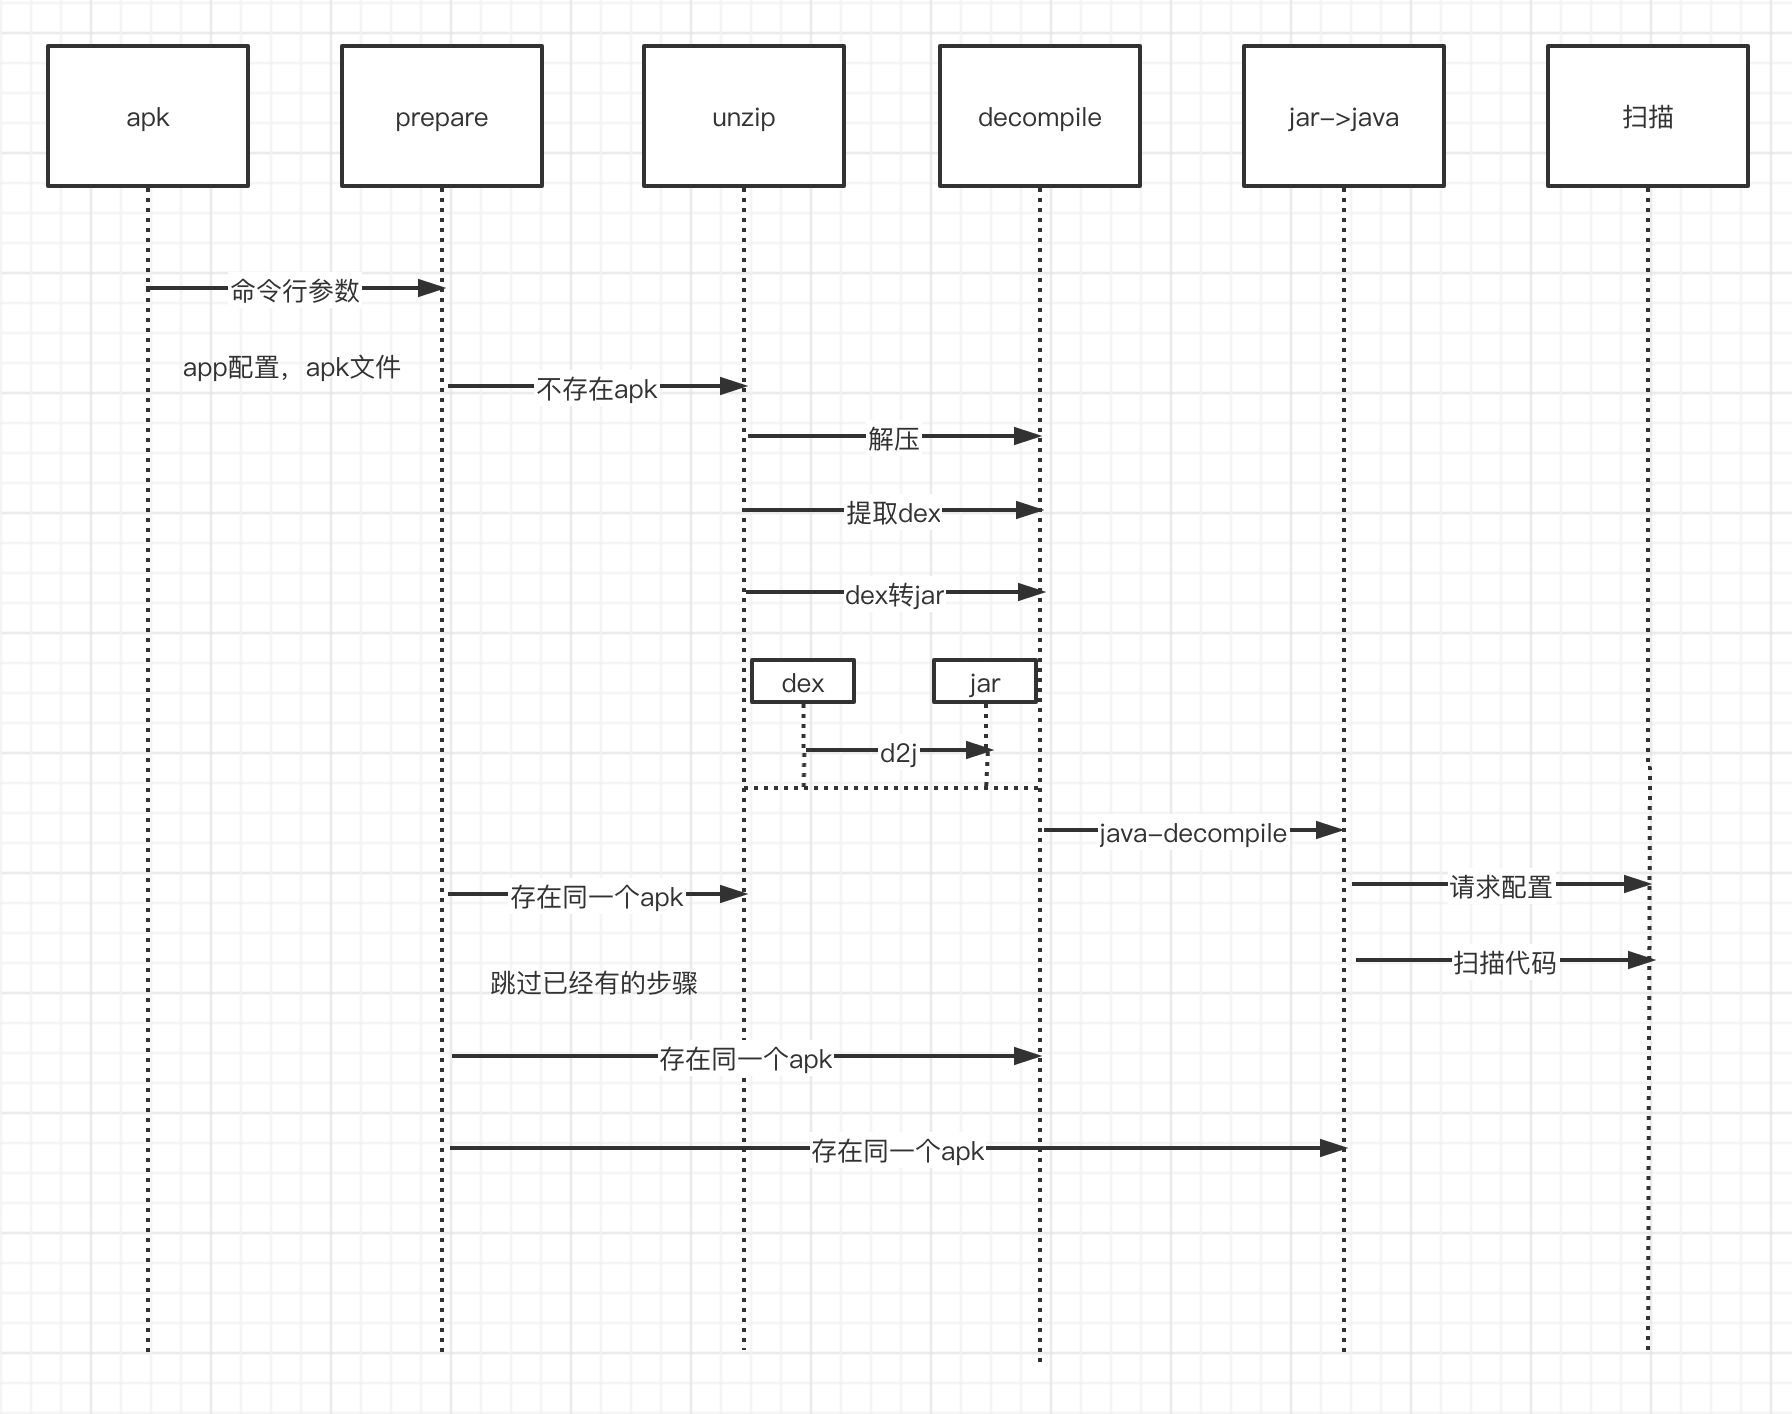 apk
prepare
unzip
decompile
jar->java
扫描
命令行参数
app配置，apk文件
不存在apk
解压
提取dex
dex转jar
dex
jar
d2j
java-decompile
请求配置
存在同一个apk
扫描代码
跳过已经有的步骤
存在同一个apk
存在同一个apk